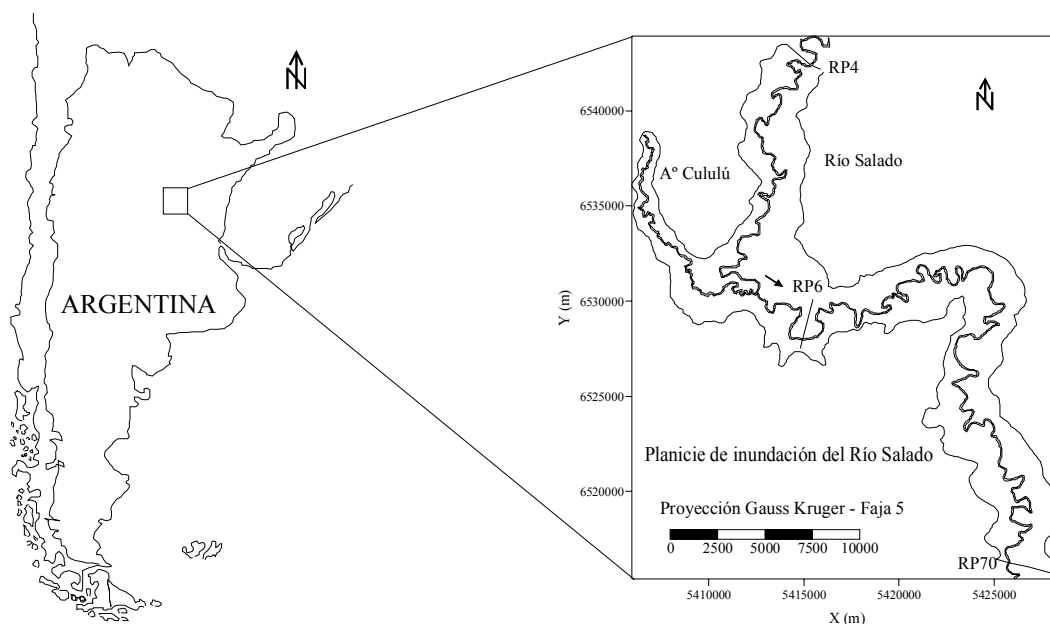 N
ARGENTINA
N
RP4
6540000
Río Salado
Aº Cululú
6535000
RP6
6530000
Y (m)
6525000
Planicie de inundación del Río Salado
6520000
Proyección Gauss Kruger - Faja 5
0 2500 5000 7500 10000
RP70
5410000 5415000 5420000 5425000
X (m)